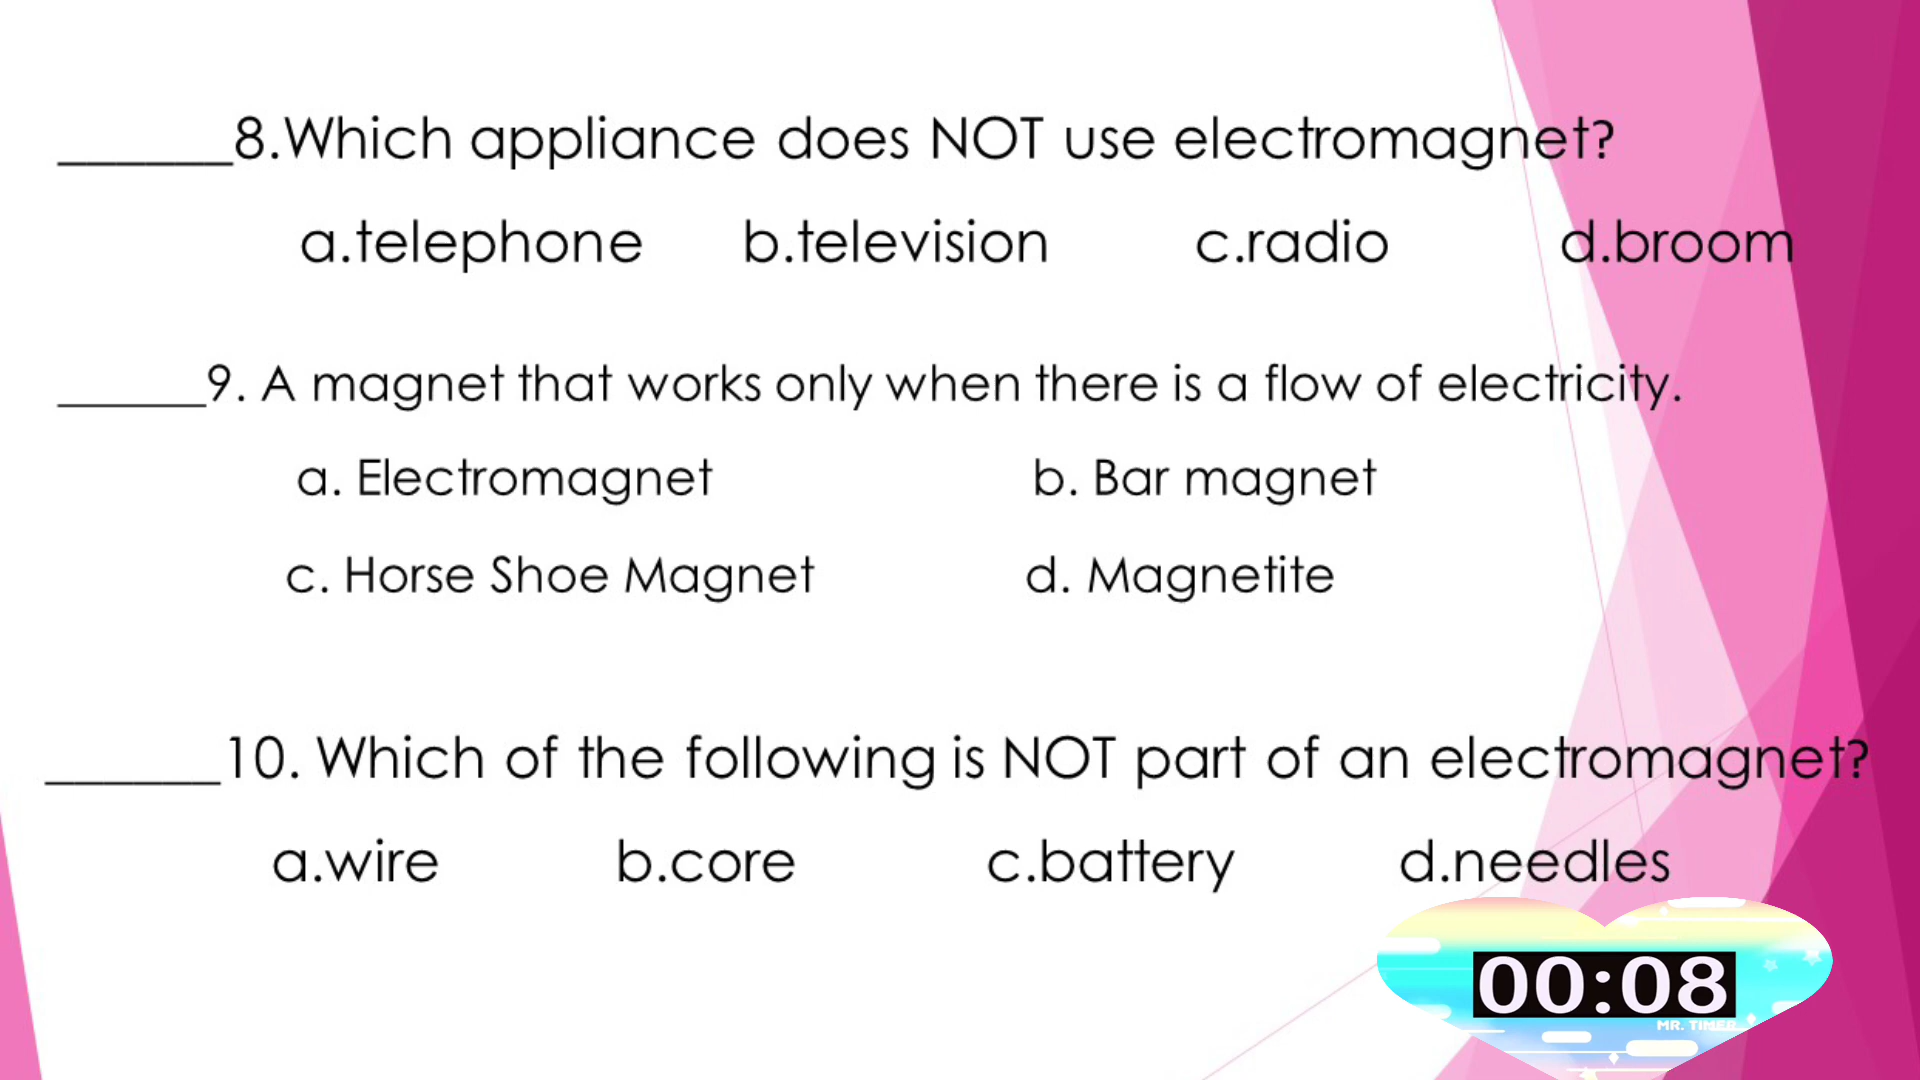 ______8.Which appliance does NOT use electromagnet?
a.telephone b.television c.radio d.broom
______9. A magnet that works only when there is a flow of electricity.
a. Electromagnet b. Bar magnet
c. Horse Shoe Magnet d. Magnetite
______10. Which of the following is NOT part of an electromagnet?
a.wire b.core c.battery d.needles
00:08
MR. TIMER